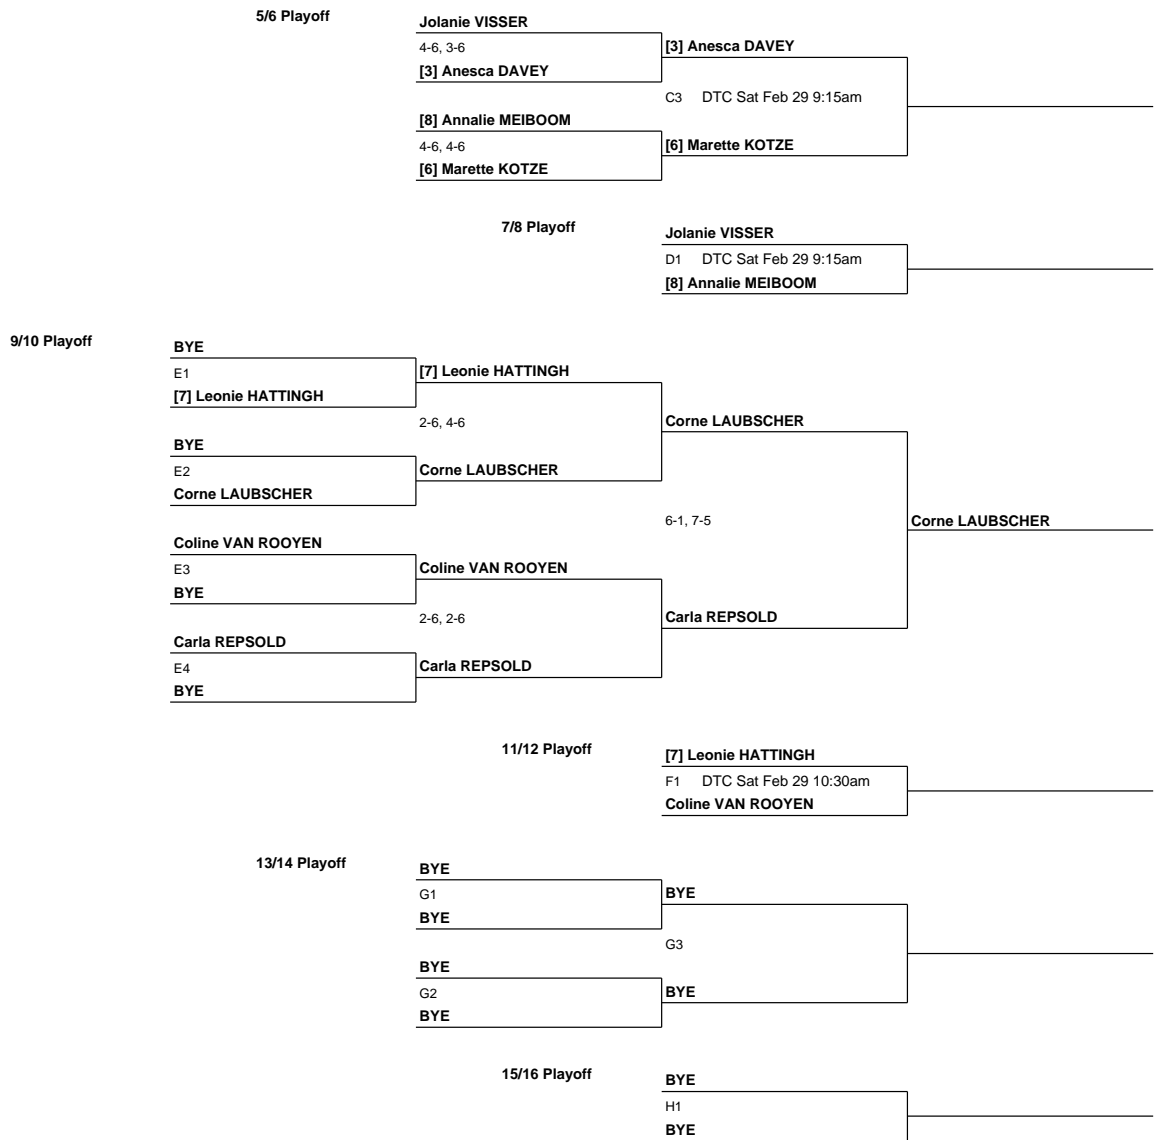 5/6 Playoff
Jolanie VISSER
4-6, 3-6
[3] Anesca DAVEY
[3] Anesca DAVEY
C3 DTC Sat Feb 29 9:15am
[8] Annalie MEIBOOM
4-6, 4-6
[6] Marette KOTZE
[6] Marette KOTZE
7/8 Playoff
Jolanie VISSER
D1 DTC Sat Feb 29 9:15am
[8] Annalie MEIBOOM
9/10 Playoff
BYE
E1
[7] Leonie HATTINGH
[7] Leonie HATTINGH
2-6, 4-6
Corne LAUBSCHER
BYE
E2
Corne LAUBSCHER
Corne LAUBSCHER
6-1, 7-5
Corne LAUBSCHER
Coline VAN ROOYEN
E3
Coline VAN ROOYEN
BYE
2-6, 2-6
Carla REPSOLD
Carla REPSOLD
E4
Carla REPSOLD
BYE
11/12 Playoff
[7] Leonie HATTINGH
F1 DTC Sat Feb 29 10:30am
Coline VAN ROOYEN
13/14 Playoff
BYE
G1
BYE
BYE
G3
BYE
G2
BYE
BYE
15/16 Playoff
BYE
H1
BYE